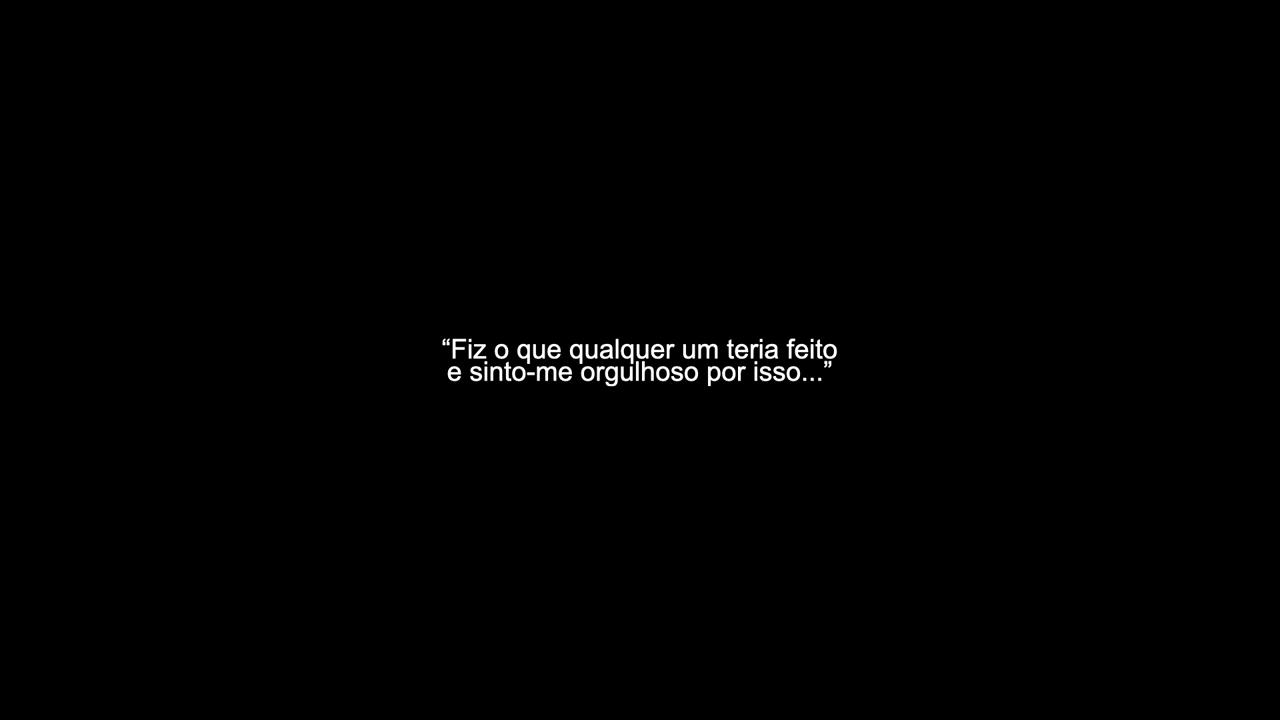 “Fiz o que qualquer um teria feito
e sinto-me orgulhoso por isso...”